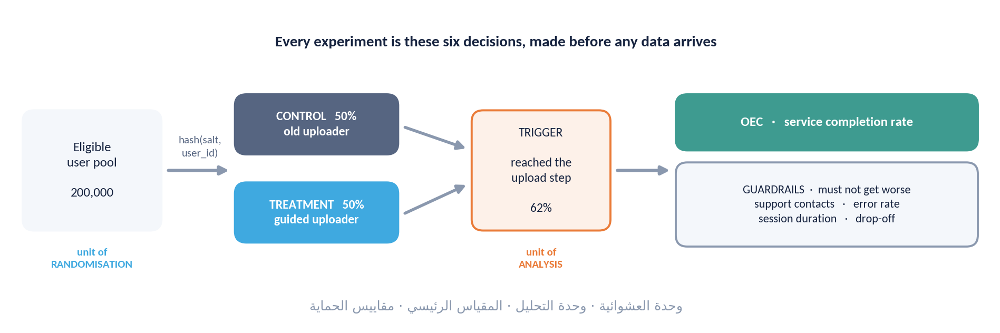 Every experiment is these six decisions, made before any data arrives
Eligible
user pool
200,000
unit of
RANDOMISATION
hash(salt,
user_id)
CONTROL 50%
old uploader
TREATMENT 50%
guided uploader
TRIGGER
reached the
upload step
62%
unit of
ANALYSIS
OEC · service completion rate
GUARDRAILS · must not get worse
support contacts · error rate
session duration · drop-off
وحدة العشوائية · وحدة التحليل · المقياس الرئيسي · مقاييس الحماية